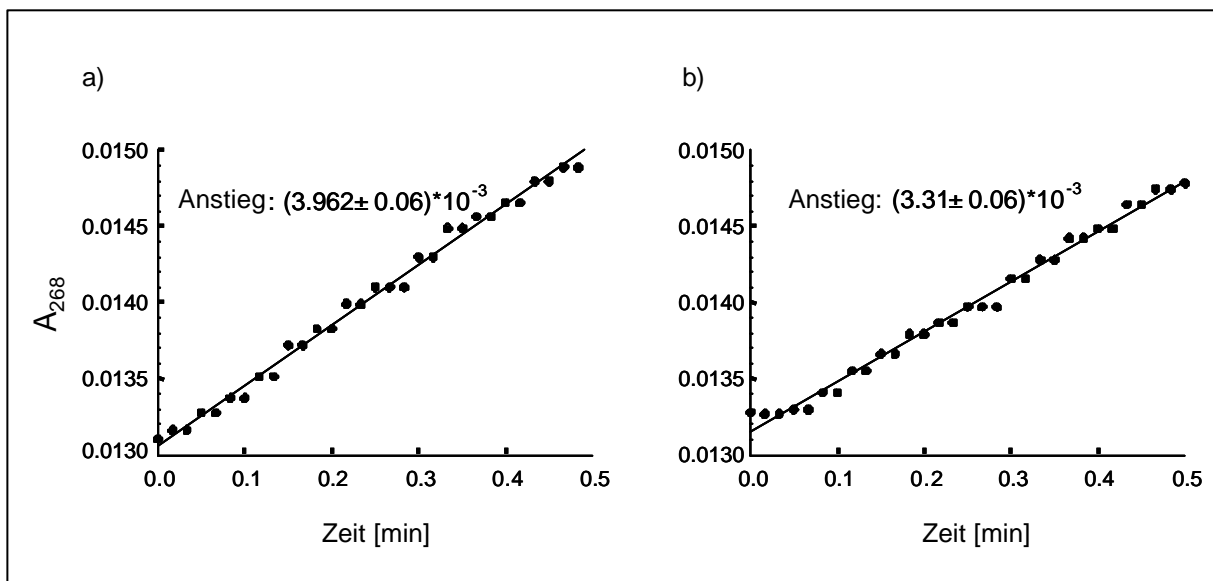 a)
A268
0.0150
0.0145
0.0140
0.0135
0.0130
Anstieg: (3.962± 0.06)*10-3
0.0 0.1 0.2 0.3 0.4 0.5
Zeit [min]
b)
0.0150
0.0145
0.0140
0.0135
0.0130
Anstieg: (3.31± 0.06)*10-3
0.0 0.1 0.2 0.3 0.4 0.5
Zeit [min]